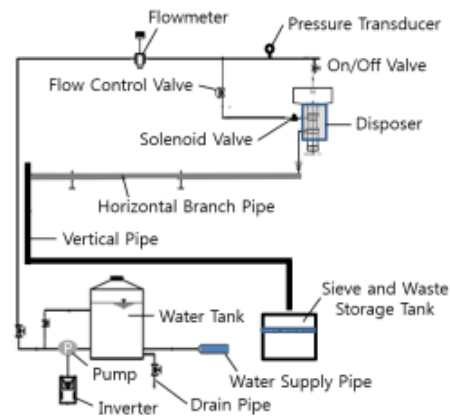 Flowmeter
Pressure Transducer
On/Off Valve
Flow Control Valve
Solenoid Valve
Disposer
Horizontal Branch Pipe
Vertical Pipe
Sieve and Waste
Storage Tank
Water Tank
P
Pump
Water Supply Pipe
Drain Pipe
Inverter